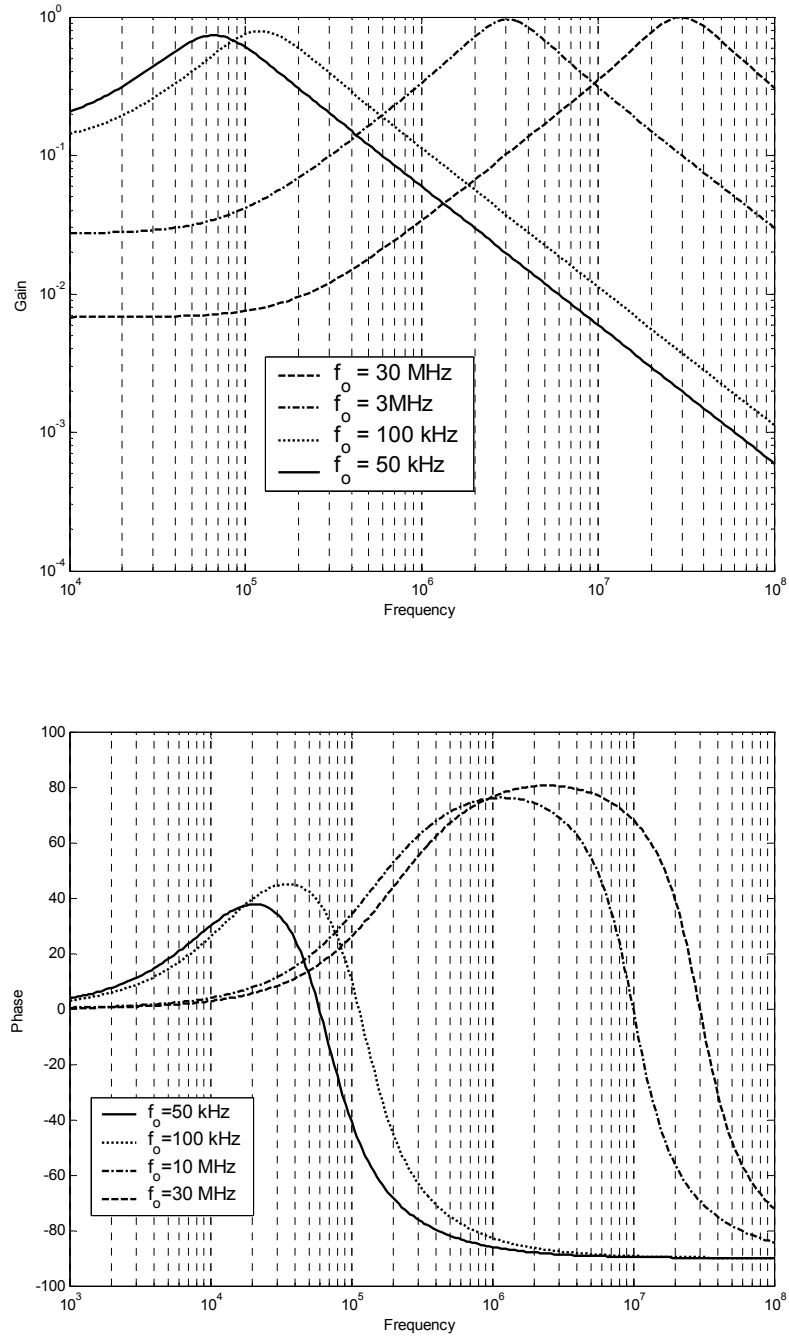 10^0
10^-1
10^-2
10^-3
10^-4
Gain
f_o = 30 MHz
f_o = 3MHz
f_o = 100 kHz
f_o = 50 kHz
10^4 10^5 10^6 10^7 10^8
Frequency
100
80
60
40
20
0
-20
-40
-60
-80
-100
Phase
f_o=50 kHz
f_o=100 kHz
f_o=10 MHz
f_o=30 MHz
10^3 10^4 10^5 10^6 10^7 10^8
Frequency